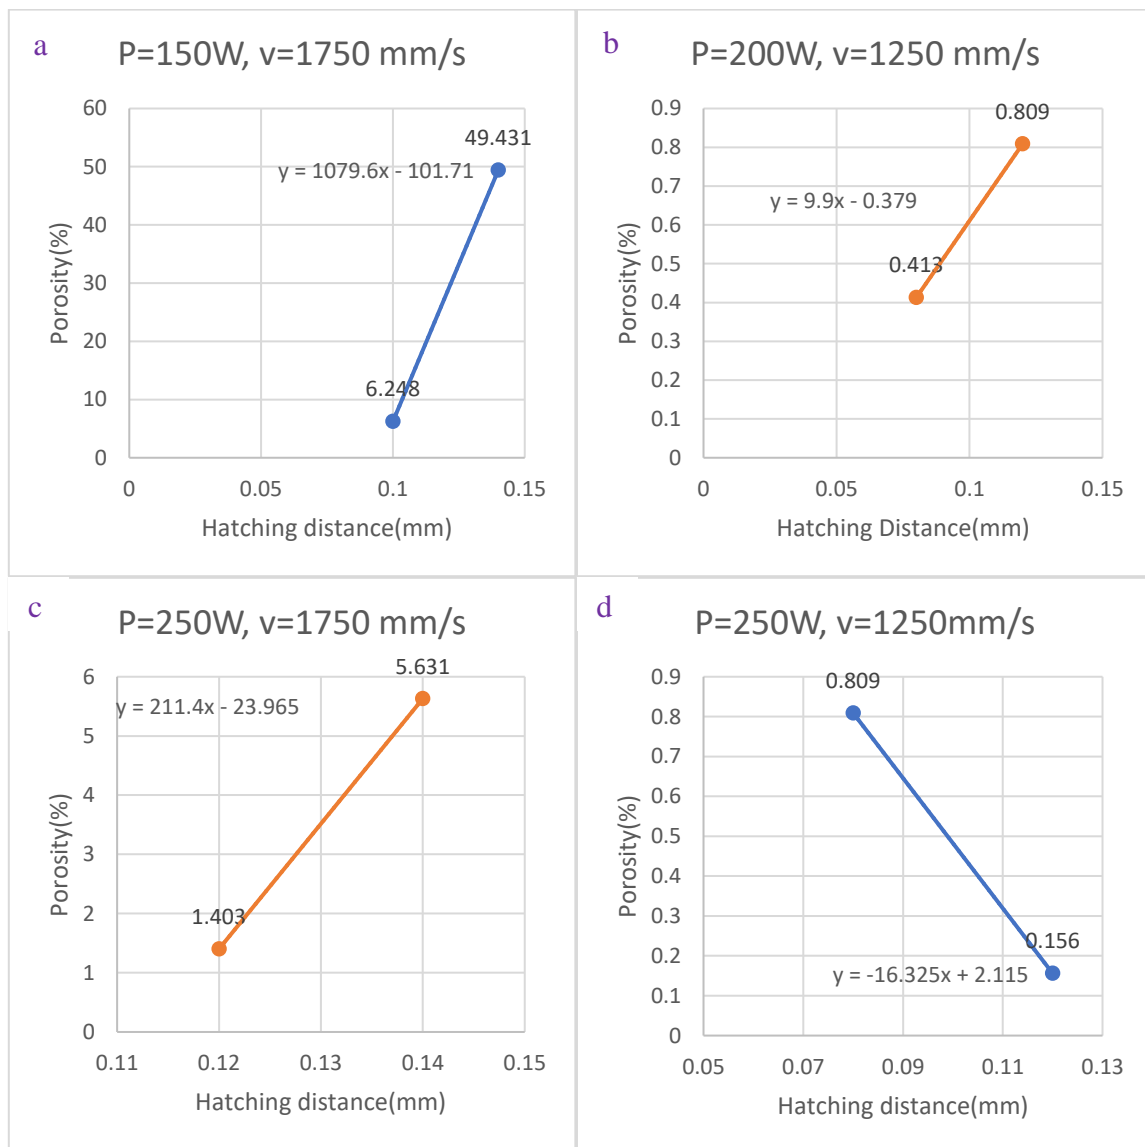 a
P=150W, v=1750 mm/s
60
50
40
30
20
10
0
49.431
y = 1079.6x - 101.71
6.248
Porosity(%)
0 0.05 0.1 0.15
Hatching distance(mm)
b
P=200W, v=1250 mm/s
0.9
0.8
0.7
0.6
0.5
0.4
0.3
0.2
0.1
0
0.809
y = 9.9x - 0.379
0.413
Porosity(%)
0 0.05 0.1 0.15
Hatching Distance(mm)
c
P=250W, v=1750 mm/s
6
5
4
3
2
1
0
5.631
y = 211.4x - 23.965
1.403
Porosity(%)
0.11 0.12 0.13 0.14 0.15
Hatching distance(mm)
d
P=250W, v=1250mm/s
0.9
0.8
0.7
0.6
0.5
0.4
0.3
0.2
0.1
0
0.809
0.156
y = -16.325x + 2.115
Porosity(%)
0.05 0.07 0.09 0.11 0.13
Hatching distance(mm)